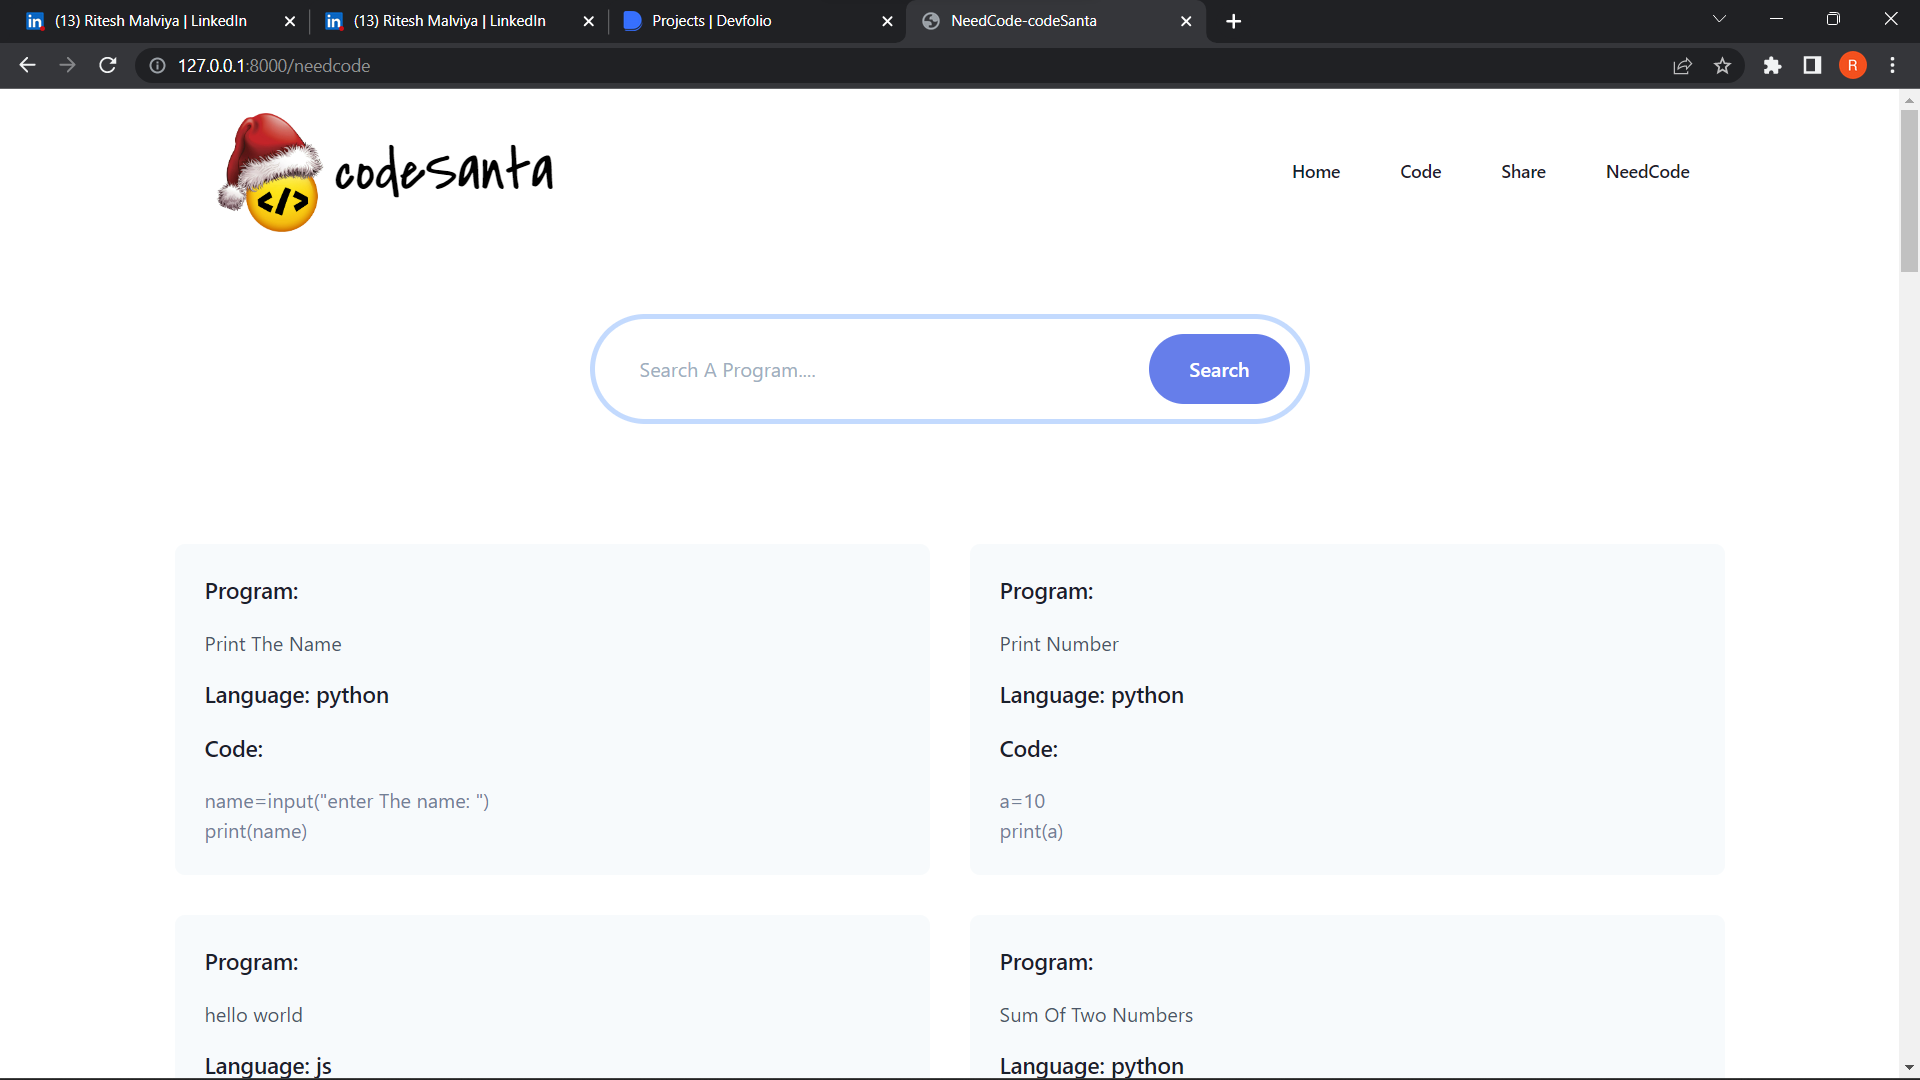 (13) Ritesh Malviya | LinkedIn
(13) Ritesh Malviya | LinkedIn
Projects | Devfolio
NeedCode-codeSanta
127.0.0.1:8000/needcode
R
</>
codeSanta
Home
Code
Share
NeedCode
Search A Program....
Search
Program:
Print The Name
Language: python
Code:
name=input("enter The name: ")
print(name)
Program:
Print Number
Language: python
Code:
a=10
print(a)
Program:
hello world
Language: js
Program:
Sum Of Two Numbers
Language: python